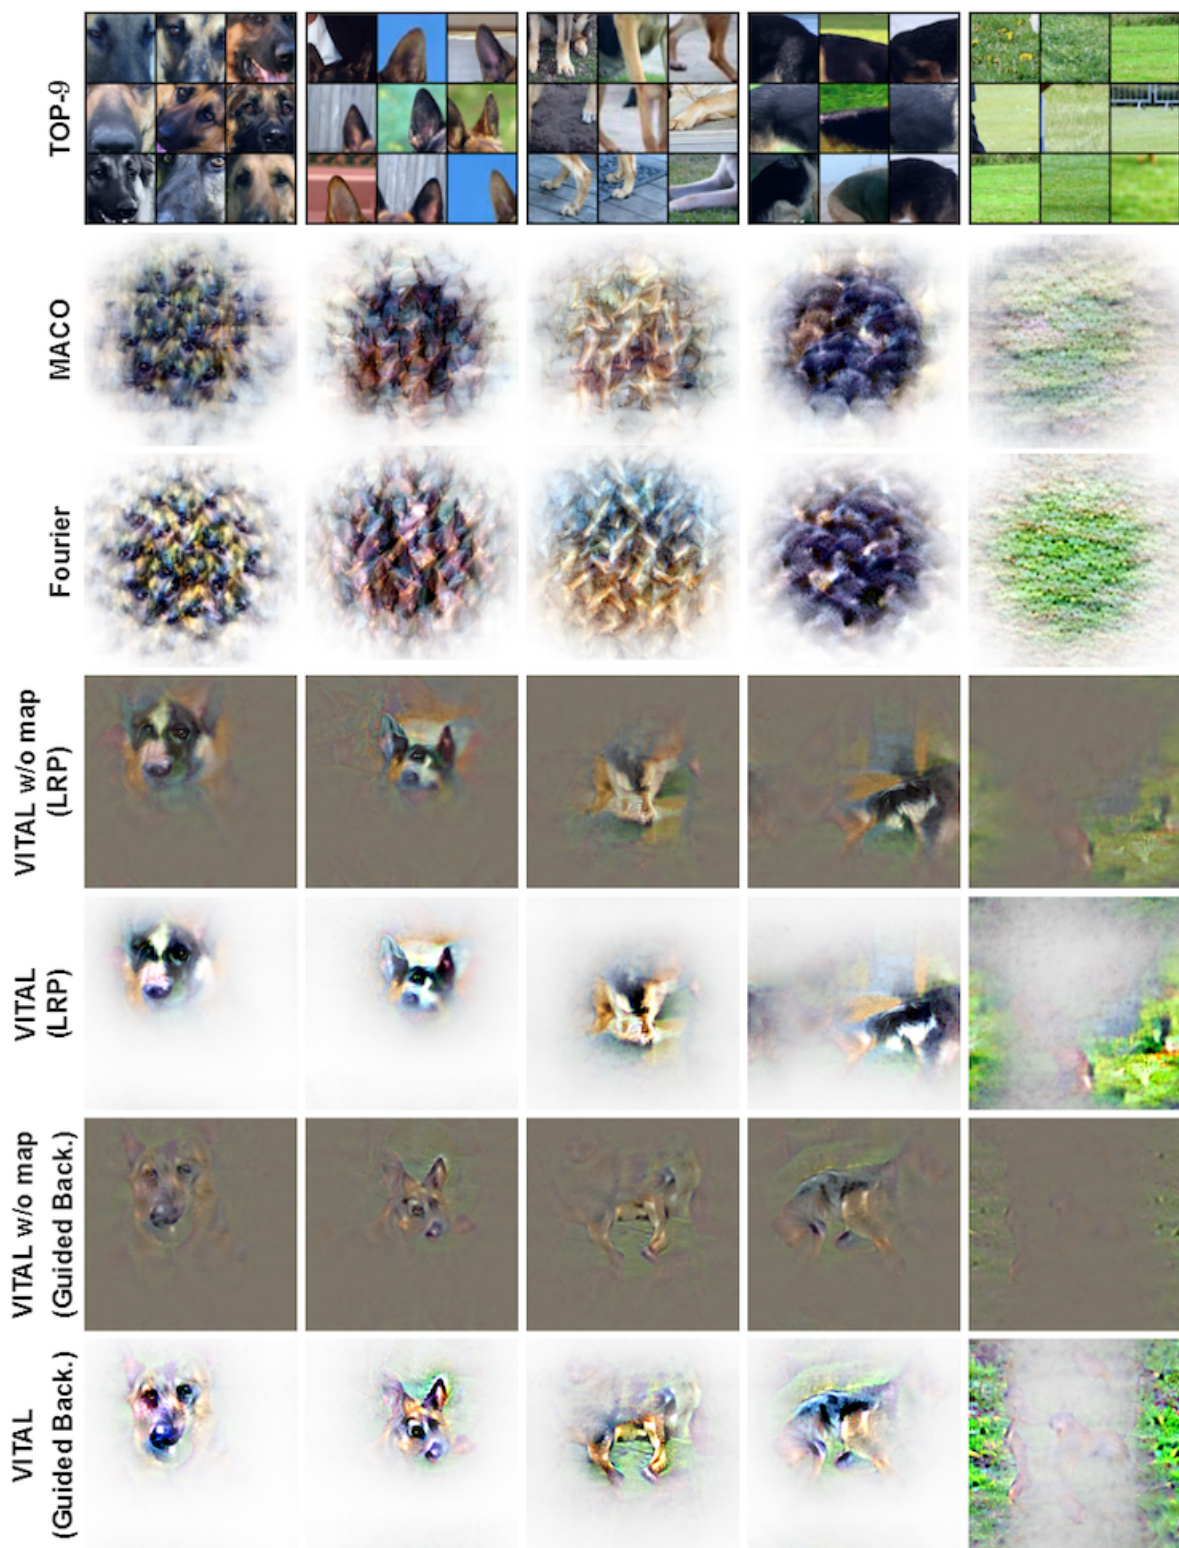 TOP-9
MACO
Fourier
VITAL w/o map
(LRP)
VITAL
(LRP)
VITAL w/o map
(Guided Back.)
VITAL
(Guided Back.)